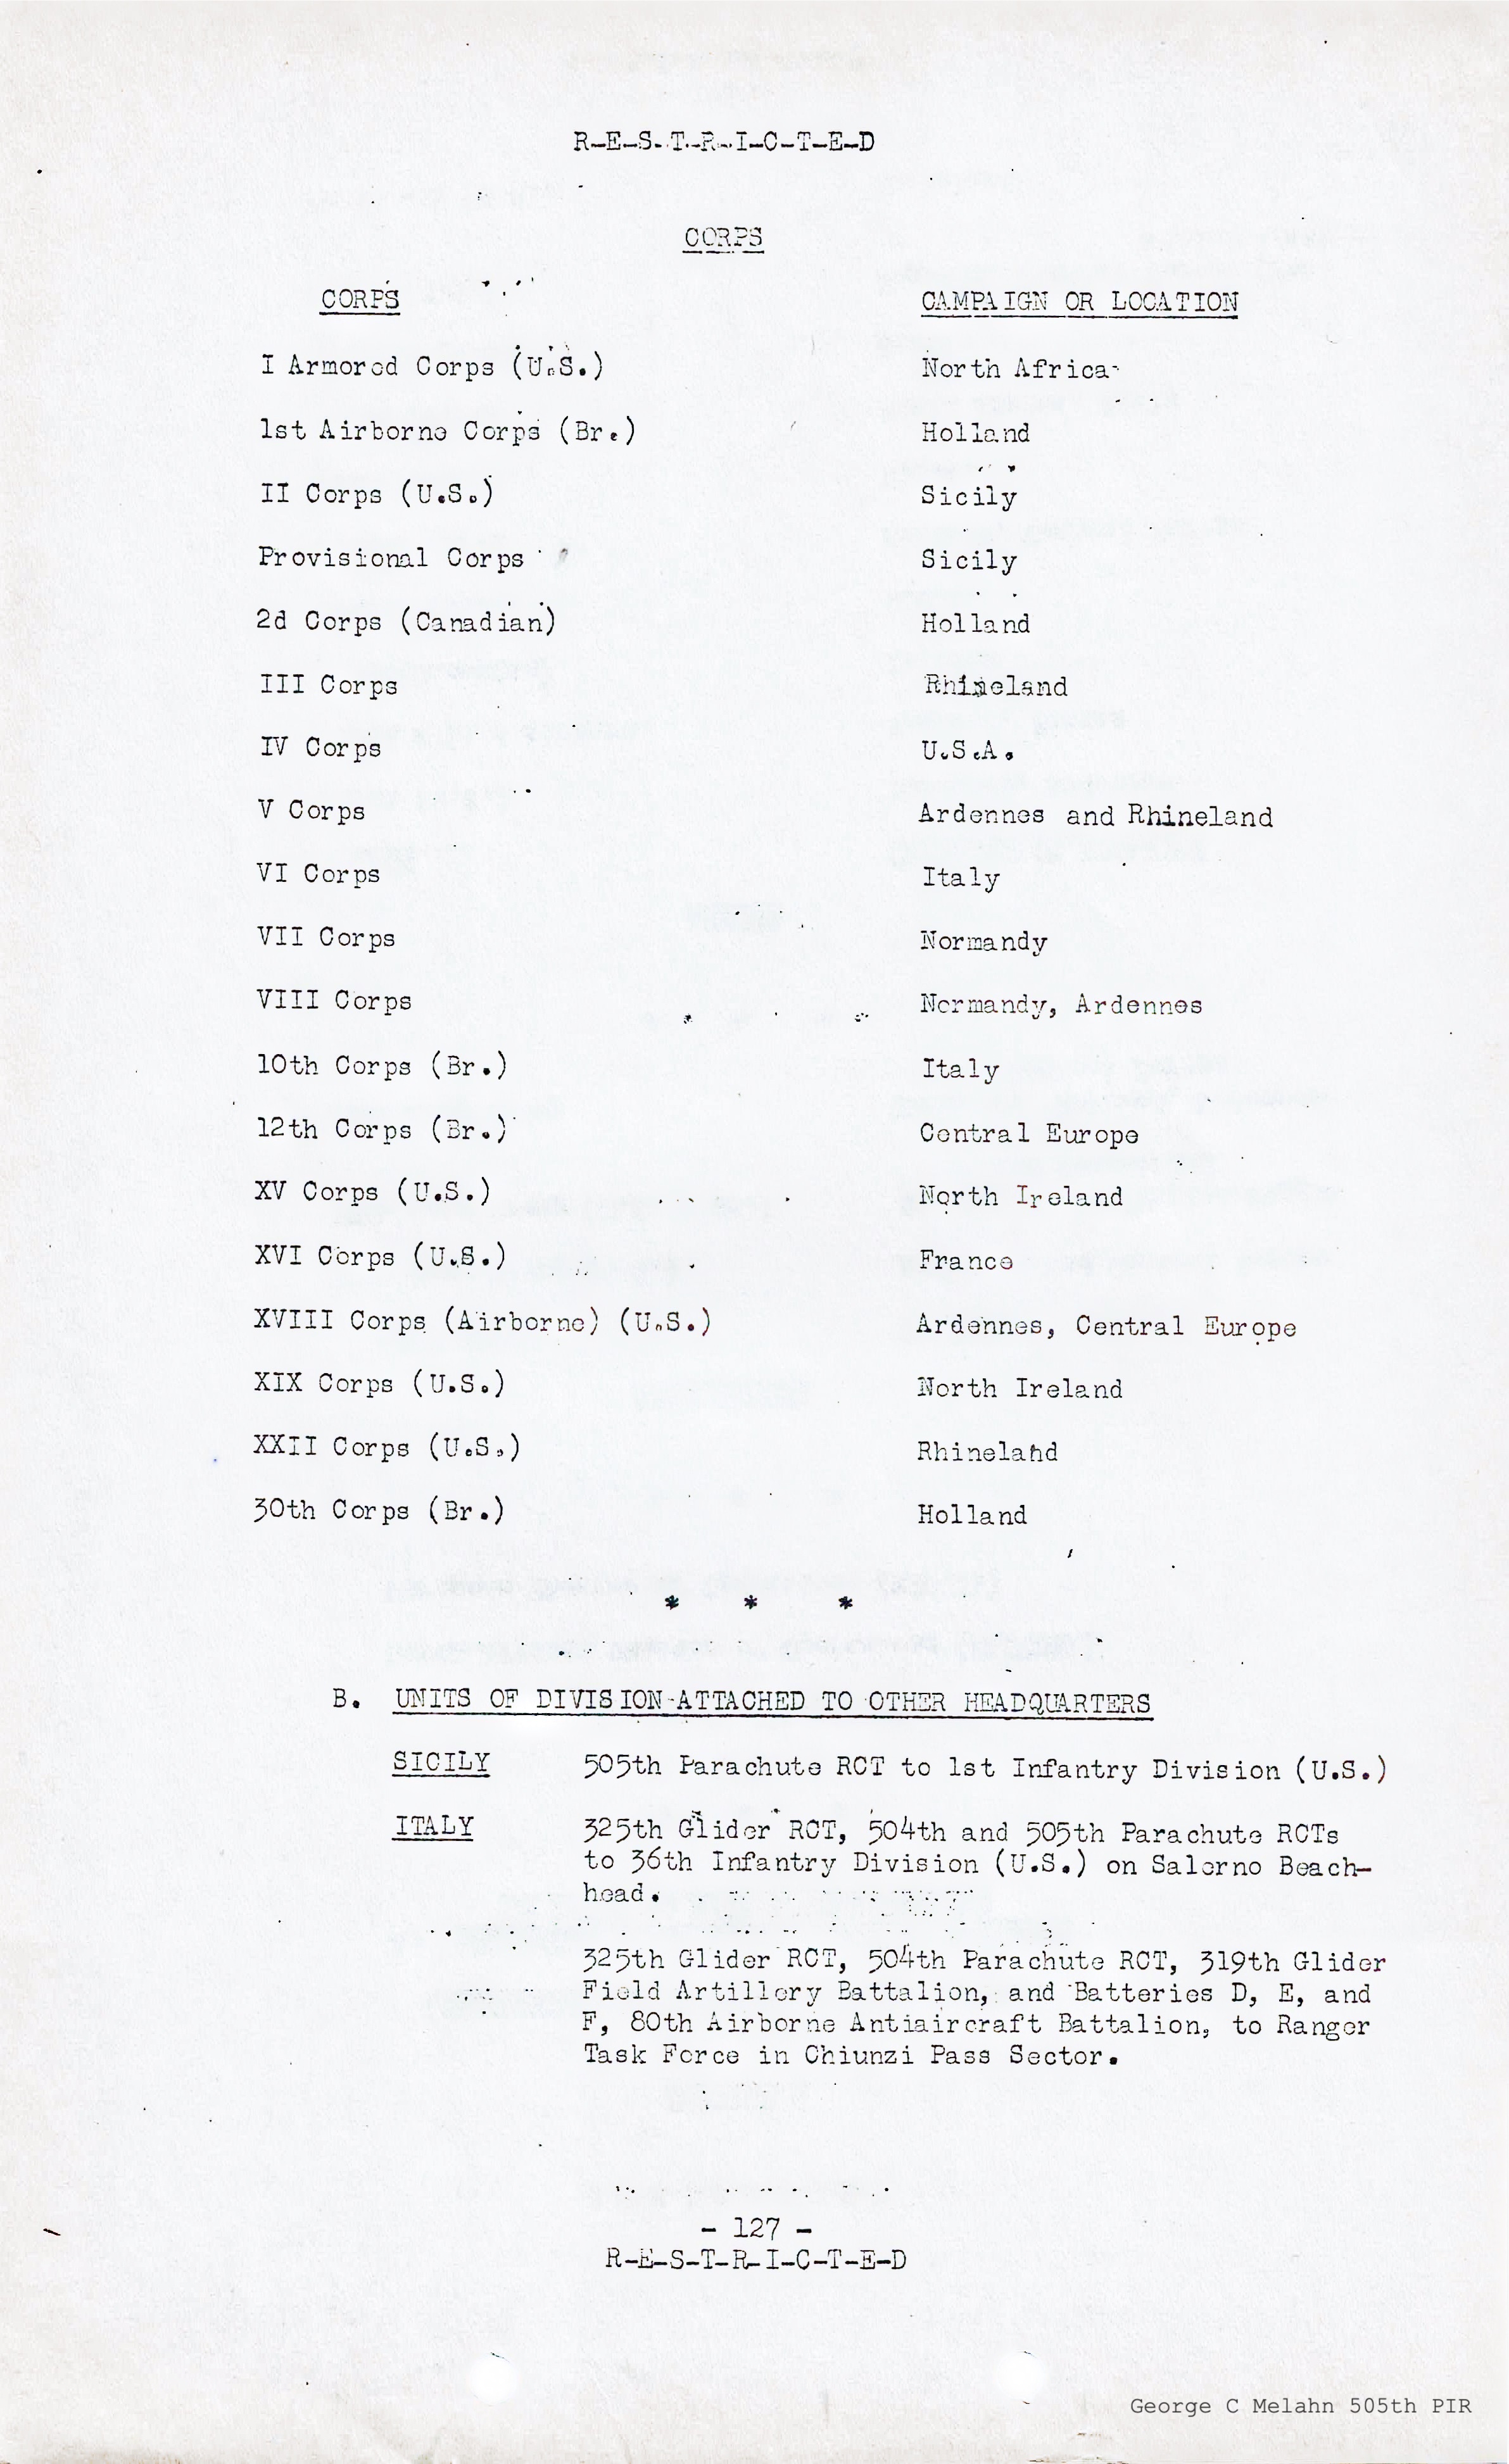 R-E-S-T-R-I-C-T-E-D
CORPS
CORPS CAMPAIGN OR LOCATION
I Armored Corps (U.S.) North Africa
1st Airborne Corps (Br.) Holland
II Corps (U.S.) Sicily
Provisional Corps Sicily
2d Corps (Canadian) Holland
III Corps Rhineland
IV Corps U.S.A.
V Corps Ardennes and Rhineland
VI Corps Italy
VII Corps Normandy
VIII Corps Normandy, Ardennes
10th Corps (Br.) Italy
12th Corps (Br.) Central Europe
XV Corps (U.S.) North Ireland
XVI Corps (U.S.) France
XVIII Corps (Airborne) (U.S.) Ardennes, Central Europe
XIX Corps (U.S.) North Ireland
XXII Corps (U.S.) Rhineland
30th Corps (Br.) Holland
* * *
B. UNITS OF DIVISION ATTACHED TO OTHER HEADQUARTERS
SICILY 505th Parachute RCT to 1st Infantry Division (U.S.)
ITALY 325th Glider RCT, 504th and 505th Parachute RCTs
to 36th Infantry Division (U.S.) on Salerno Beach-
head.
325th Glider RCT, 504th Parachute RCT, 319th Glider
Field Artillery Battalion, and Batteries D, E, and
F, 80th Airborne Antiaircraft Battalion, to Ranger
Task Force in Chiunzi Pass Sector.
- 127 -
R-E-S-T-R-I-C-T-E-D
George C Melahn 505th PIR